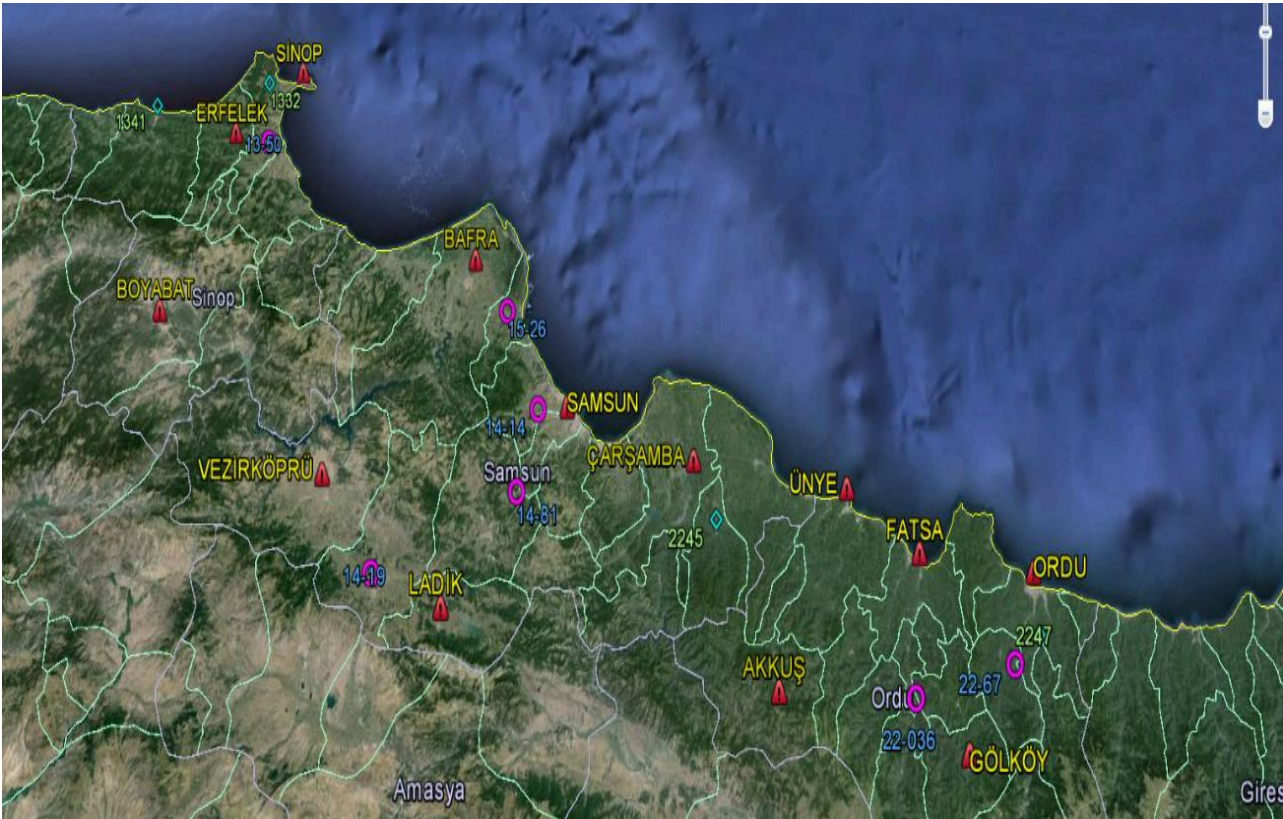 SİNOP
1332
1341
ERFELEK
13-50
BAFRA
BOYABAT
Sinop
15-26
SAMSUN
14-14
ÇARŞAMBA
VEZİRKÖPRÜ
Samsun
ÜNYE
14-81
2245
FATSA
14-19
LADİK
ORDU
2247
AKKUŞ
22-67
Ordu
22-036
GÖLKÖY
Amasya
Gires